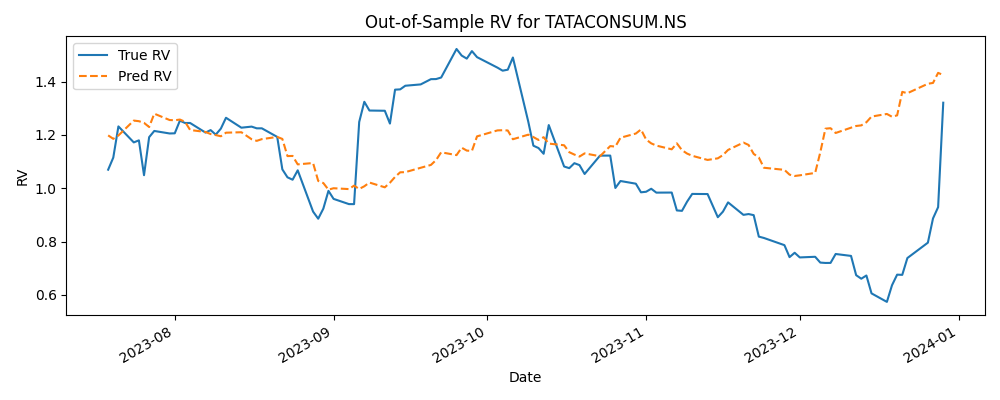 Out-of-Sample RV for TATACONSUM.NS
True RV
Pred RV
RV
1.4
1.2
1.0
0.8
0.6
2023-08
2023-09
2023-10
2023-11
2023-12
2024-01
Date